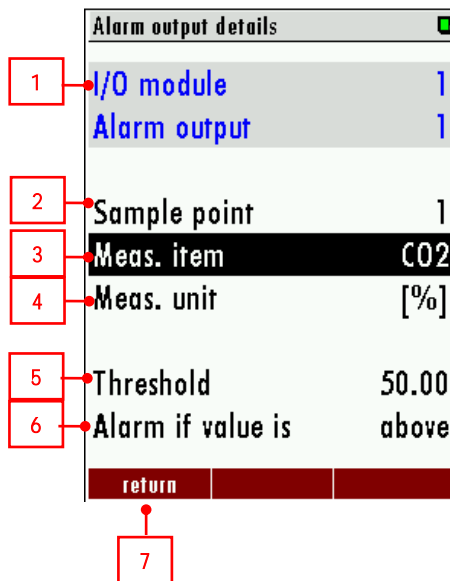 Alarm output details
1 I/O module 1
Alarm output 1
2 Sample point 1
3 Meas. item CO2
4 Meas. unit [%]
5 Threshold 50.00
6 Alarm if value is above
return
7